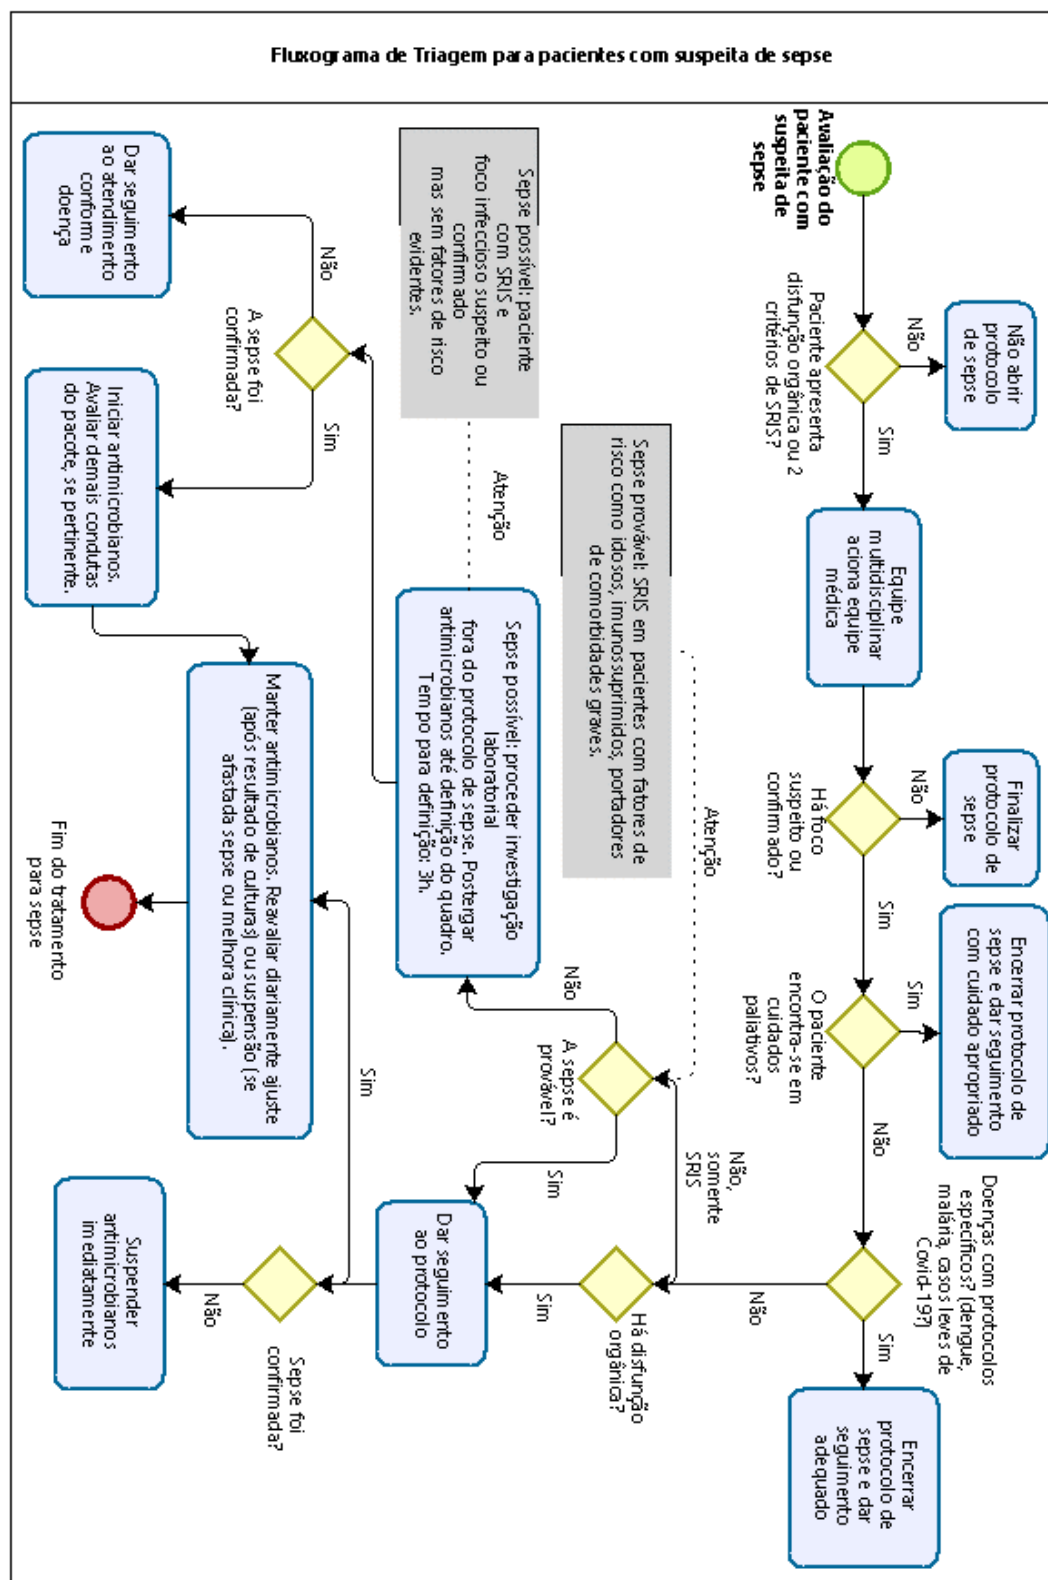 Fluxograma de Triagem para pacientes com suspeita de sepse
Avaliação do
paciente com
suspeita de
sepse
Paciente apresenta
disfunção orgânica ou 2
critérios de SRIS?
Não
Não abrir
protocolo
de sepse
Sim
Equipe
multidisciplinar
aciona equipe
médica
Há foco
suspeito ou
confirmado?
Não
Finalizar
protocolo de
sepse
Sim
O paciente
encontra-se em
cuidados
paliativos?
Sim
Encerrar protocolo de
sepse e dar seguimento
com cuidado apropriado
Não
Doenças com protocolos
específicos? (dengue,
malária, casos leves de
Covid-19?)
Sim
Encerrar
protocolo de
sepse e dar
seguimento
adequado
Não
Há disfunção
orgânica?
Não,
somente
SRIS
Sim
A sepse é
provável?
Atenção
Sepse provável: SRIS em pacientes com fatores de
risco como idosos, imunossuprimidos, portadores
de comorbidades graves.
Sim
Dar seguimento
ao protocolo
Não
Sepse possível: proceder investigação
laboratorial
fora do protocolo de sepse. Postergar
antimicrobianos até definição do quadro.
Tempo para definição: 3h.
Atenção
Sepse possível: paciente
com SRIS e
foco infeccioso suspeito ou
confirmado
mas sem fatores de risco
evidentes.
A sepse foi
confirmada?
Não
Dar seguimento
ao atendimento
conforme
doença
Sim
Iniciar antimicrobianos.
Avaliar demais condutas
do pacote, se pertinente.
Sepse foi
confirmada?
Sim
Manter antimicrobianos. Reavaliar diariamente ajuste
(após resultado de culturas) ou suspensão (se
afastada sepse ou melhora clínica).
Não
Suspender
antimicrobianos
imediatamente
Fim do tratamento
para sepse